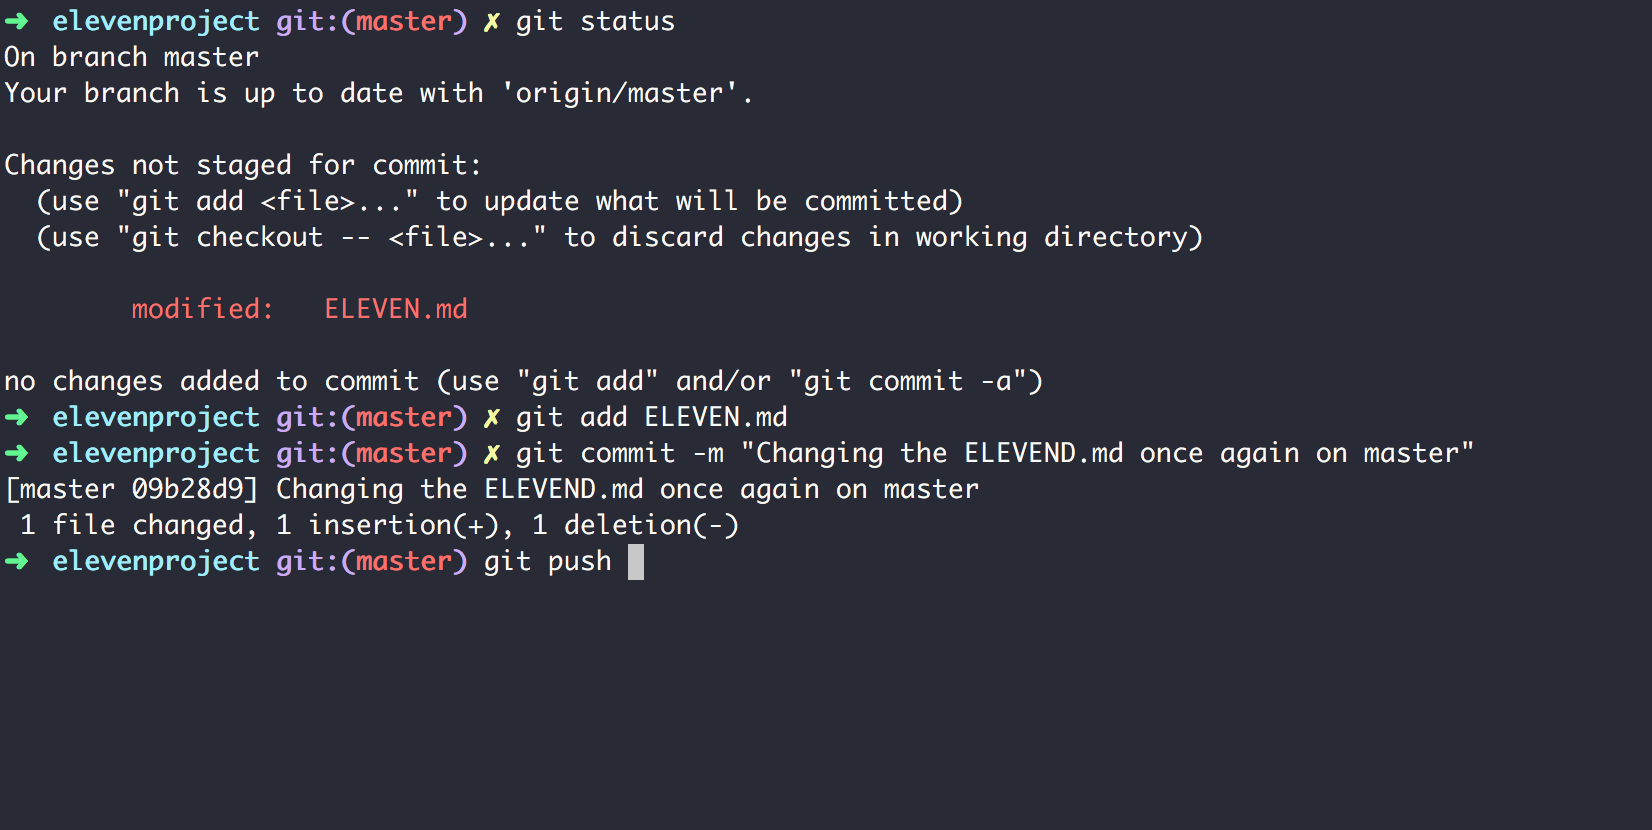 ➜  elevenproject git:(master) ✗ git status
On branch master
Your branch is up to date with 'origin/master'.

Changes not staged for commit:
  (use "git add <file>..." to update what will be committed)
  (use "git checkout -- <file>..." to discard changes in working directory)

        modified:   ELEVEN.md

no changes added to commit (use "git add" and/or "git commit -a")
➜  elevenproject git:(master) ✗ git add ELEVEN.md
➜  elevenproject git:(master) ✗ git commit -m "Changing the ELEVEND.md once again on master"
[master 09b28d9] Changing the ELEVEND.md once again on master
 1 file changed, 1 insertion(+), 1 deletion(-)
➜  elevenproject git:(master) git push